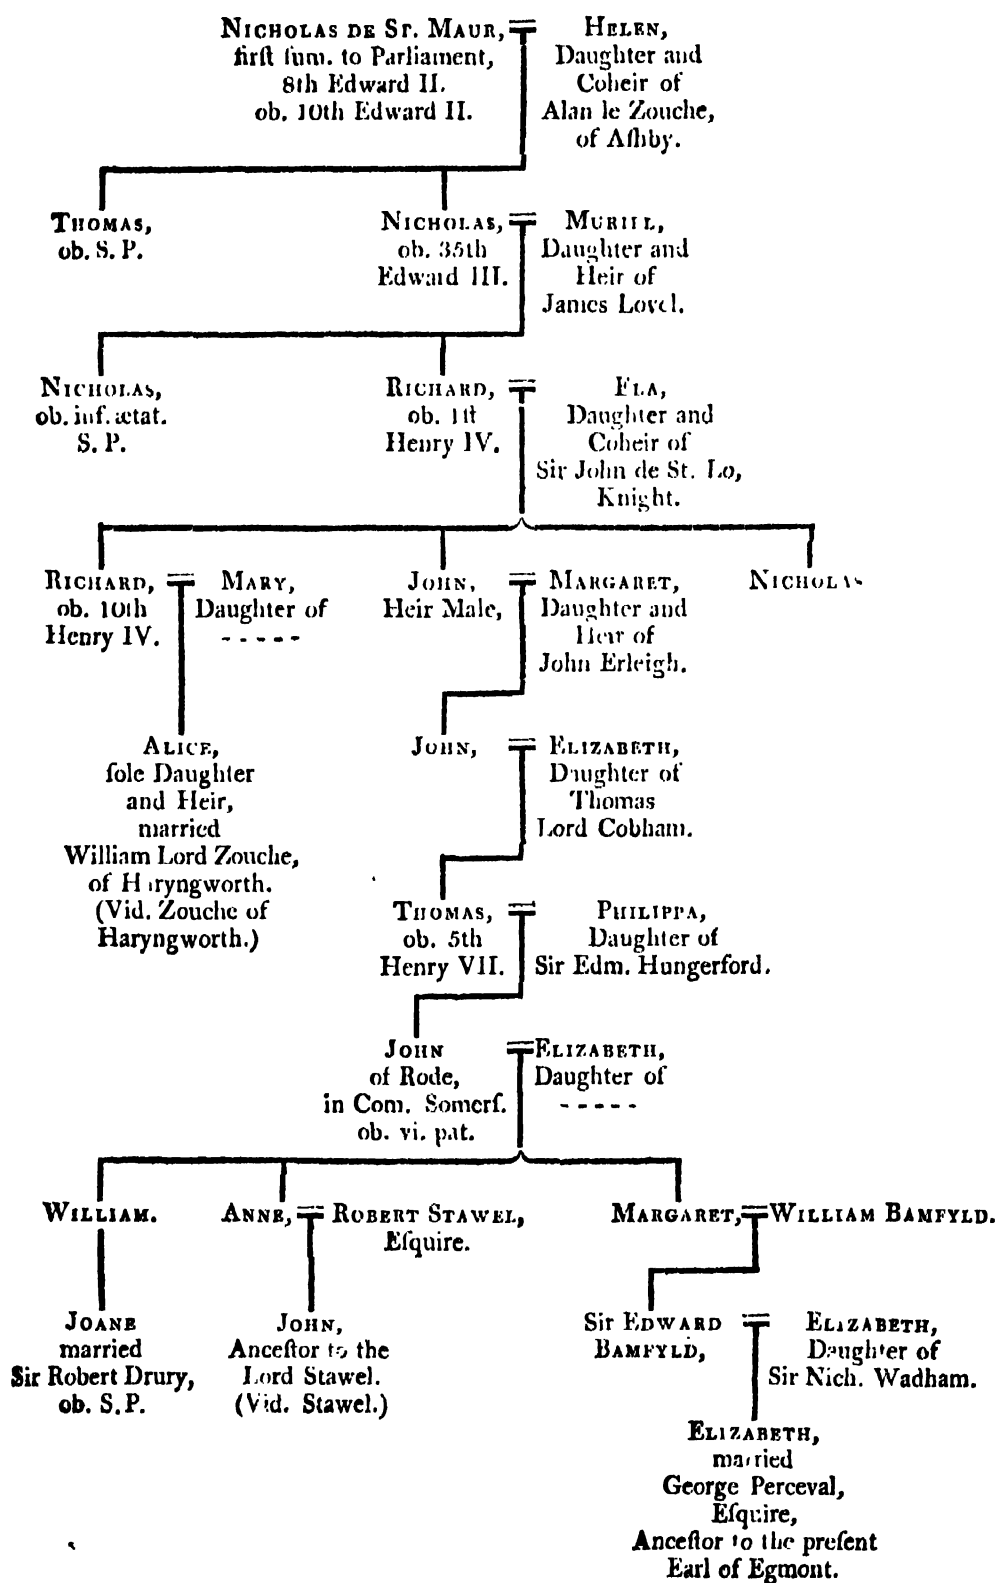 NICHOLAS DE ST. MAUR,
firſt ſum. to Parliament,
8th Edward II.
ob. 10th Edward II.
HELEN,
Daughter and
Coheir of
Alan le Zouche,
of Aſhby.
THOMAS,
ob. S. P.
NICHOLAS,
ob. 35th
Edward III.
MURIEL,
Daughter and
Heir of
James Lovel.
NICHOLAS,
ob. inf. ætat.
S. P.
RICHARD,
ob. 1ſt
Henry IV.
ELA,
Daughter and
Coheir of
Sir John de St. Lo,
Knight.
RICHARD,
ob. 10th
Henry IV.
MARY,
Daughter of
- - - - -
JOHN,
Heir Male,
MARGARET,
Daughter and
Heir of
John Erleigh.
NICHOLAS
ALICE,
ſole Daughter
and Heir,
married
William Lord Zouche,
of Haryngworth.
(Vid. Zouche of
Haryngworth.)
JOHN,
ELIZABETH,
Daughter of
Thomas
Lord Cobham.
THOMAS,
ob. 5th
Henry VII.
PHILIPPA,
Daughter of
Sir Edm. Hungerford.
JOHN
of Rode,
in Com. Somerſ.
ob. vi. pat.
ELIZABETH,
Daughter of
- - - - -
WILLIAM.
ANNE,
ROBERT STAWEL,
Eſquire.
MARGARET,
WILLIAM BAMFYLD.
JOANE
married
Sir Robert Drury,
ob. S. P.
JOHN,
Anceſtor to the
Lord Stawel.
(Vid. Stawel.)
Sir EDWARD
BAMFYLD,
ELIZABETH,
Daughter of
Sir Nich. Wadham.
ELIZABETH,
married
George Perceval,
Eſquire,
Anceſtor to the preſent
Earl of Egmont.